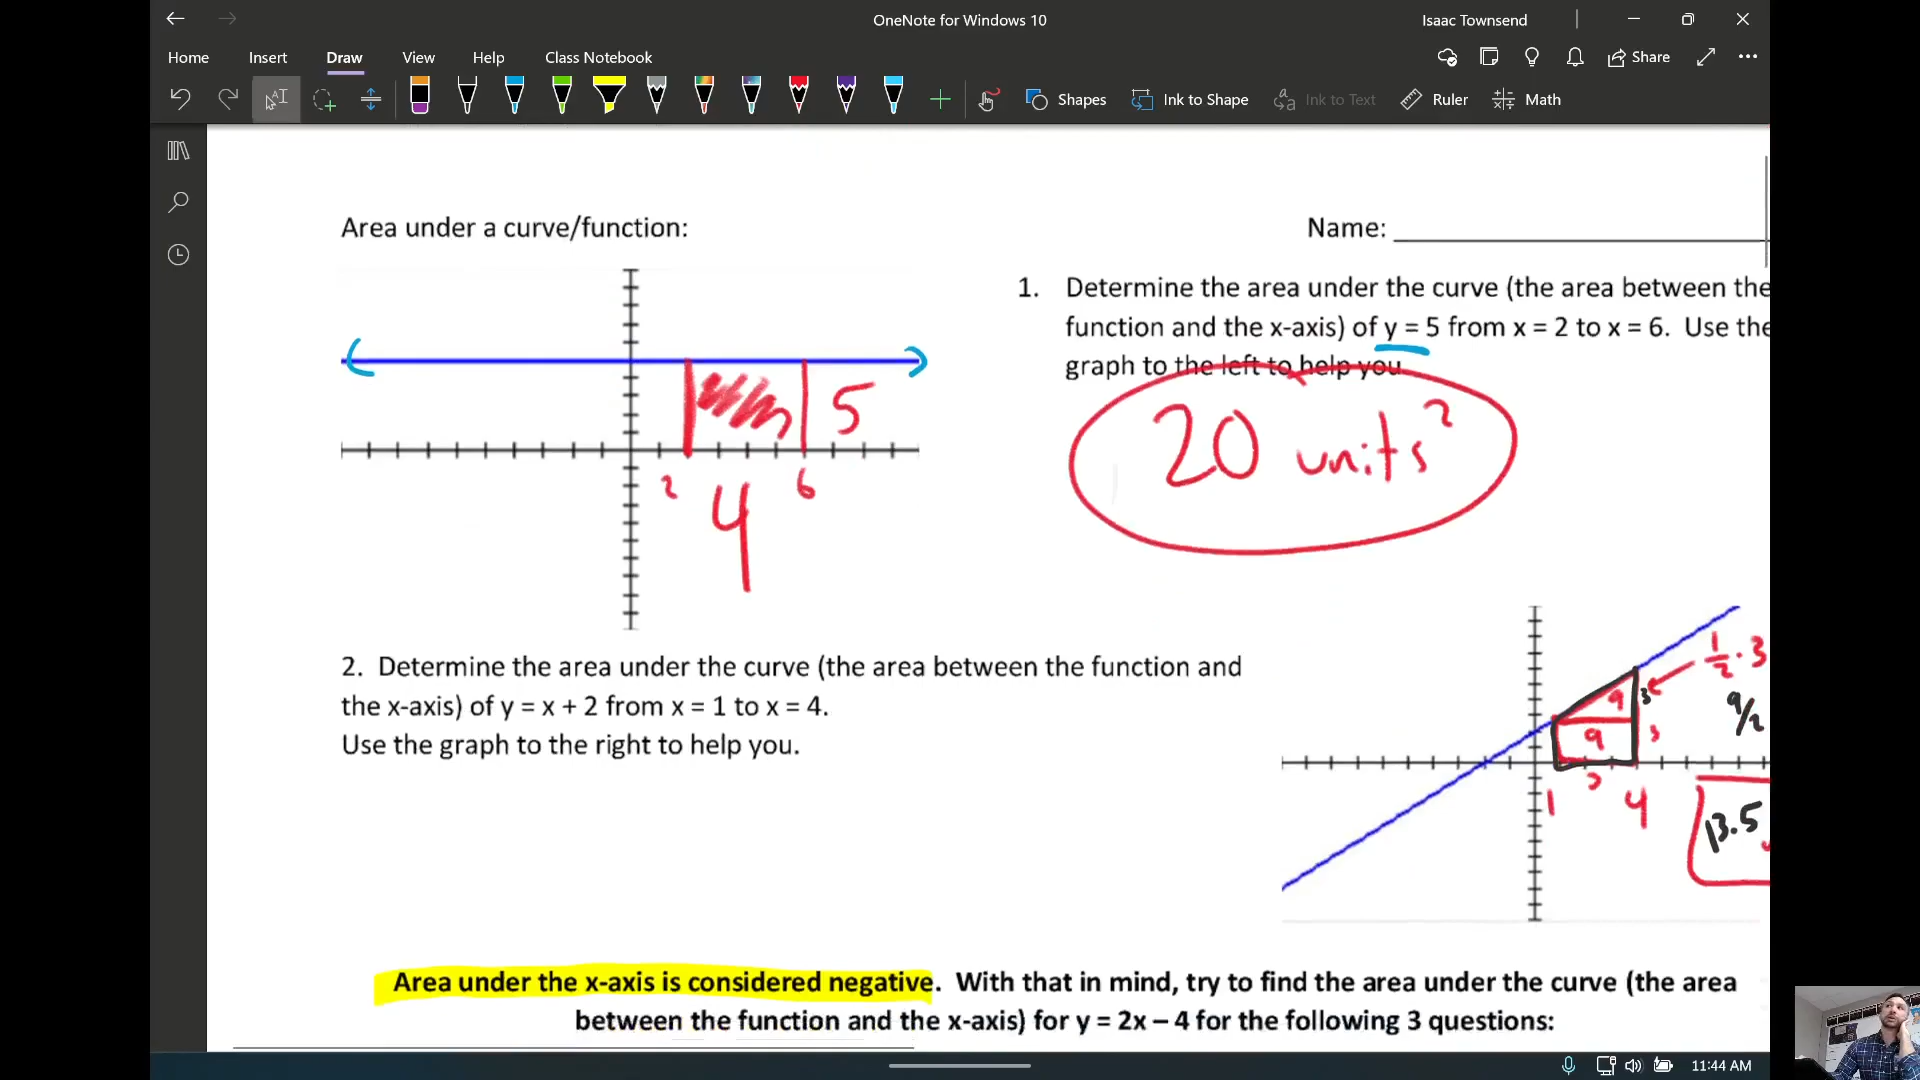 OneNote for Windows 10
Isaac Townsend
Home Insert Draw View Help Class Notebook
Share
Shapes Ink to Shape Ink to Text Ruler Math
Area under a curve/function:
Name:
1. Determine the area under the curve (the area between the
function and the x-axis) of y = 5 from x = 2 to x = 6. Use the
graph to the left to help you.
5
20 units²
2 4 6
2. Determine the area under the curve (the area between the function and
the x-axis) of y = x + 2 from x = 1 to x = 4.
Use the graph to the right to help you.
1/2 · 3
9 3
9/2
9 3
3
1 4
13.5
Area under the x-axis is considered negative. With that in mind, try to find the area under the curve (the area
between the function and the x-axis) for y = 2x – 4 for the following 3 questions:
11:44 AM